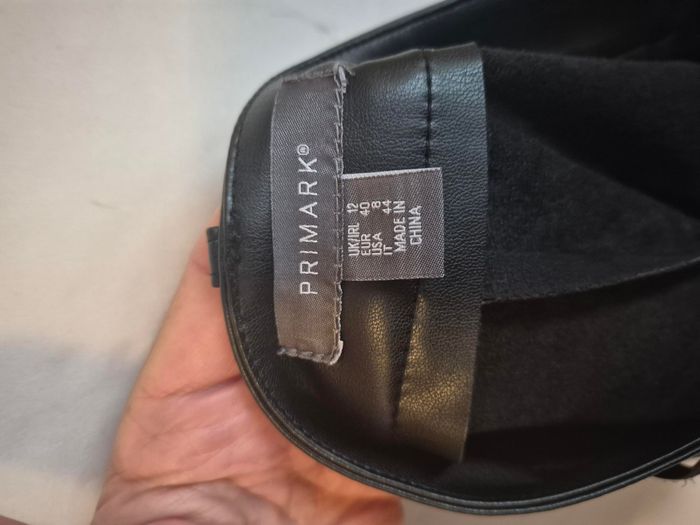 PRIMARK®
UK/IRL 12
EUR 40
USA 8
IT 44
MADE IN
CHINA